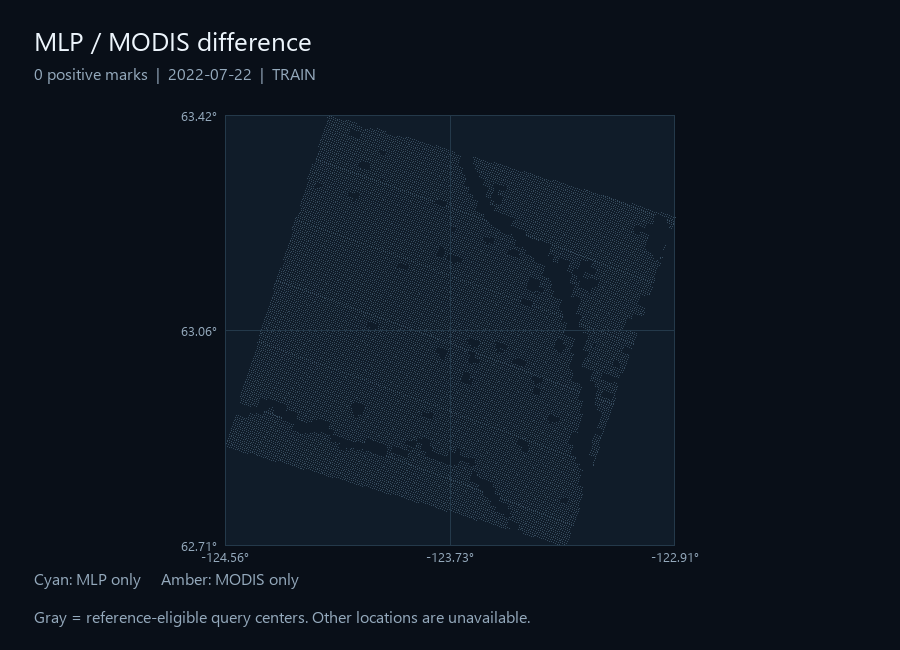 MLP / MODIS difference
0 positive marks | 2022-07-22 | TRAIN
63.42°
63.06°
62.71°
-124.56°
-123.73°
-122.91°
Cyan: MLP only
Amber: MODIS only
Gray = reference-eligible query centers. Other locations are unavailable.